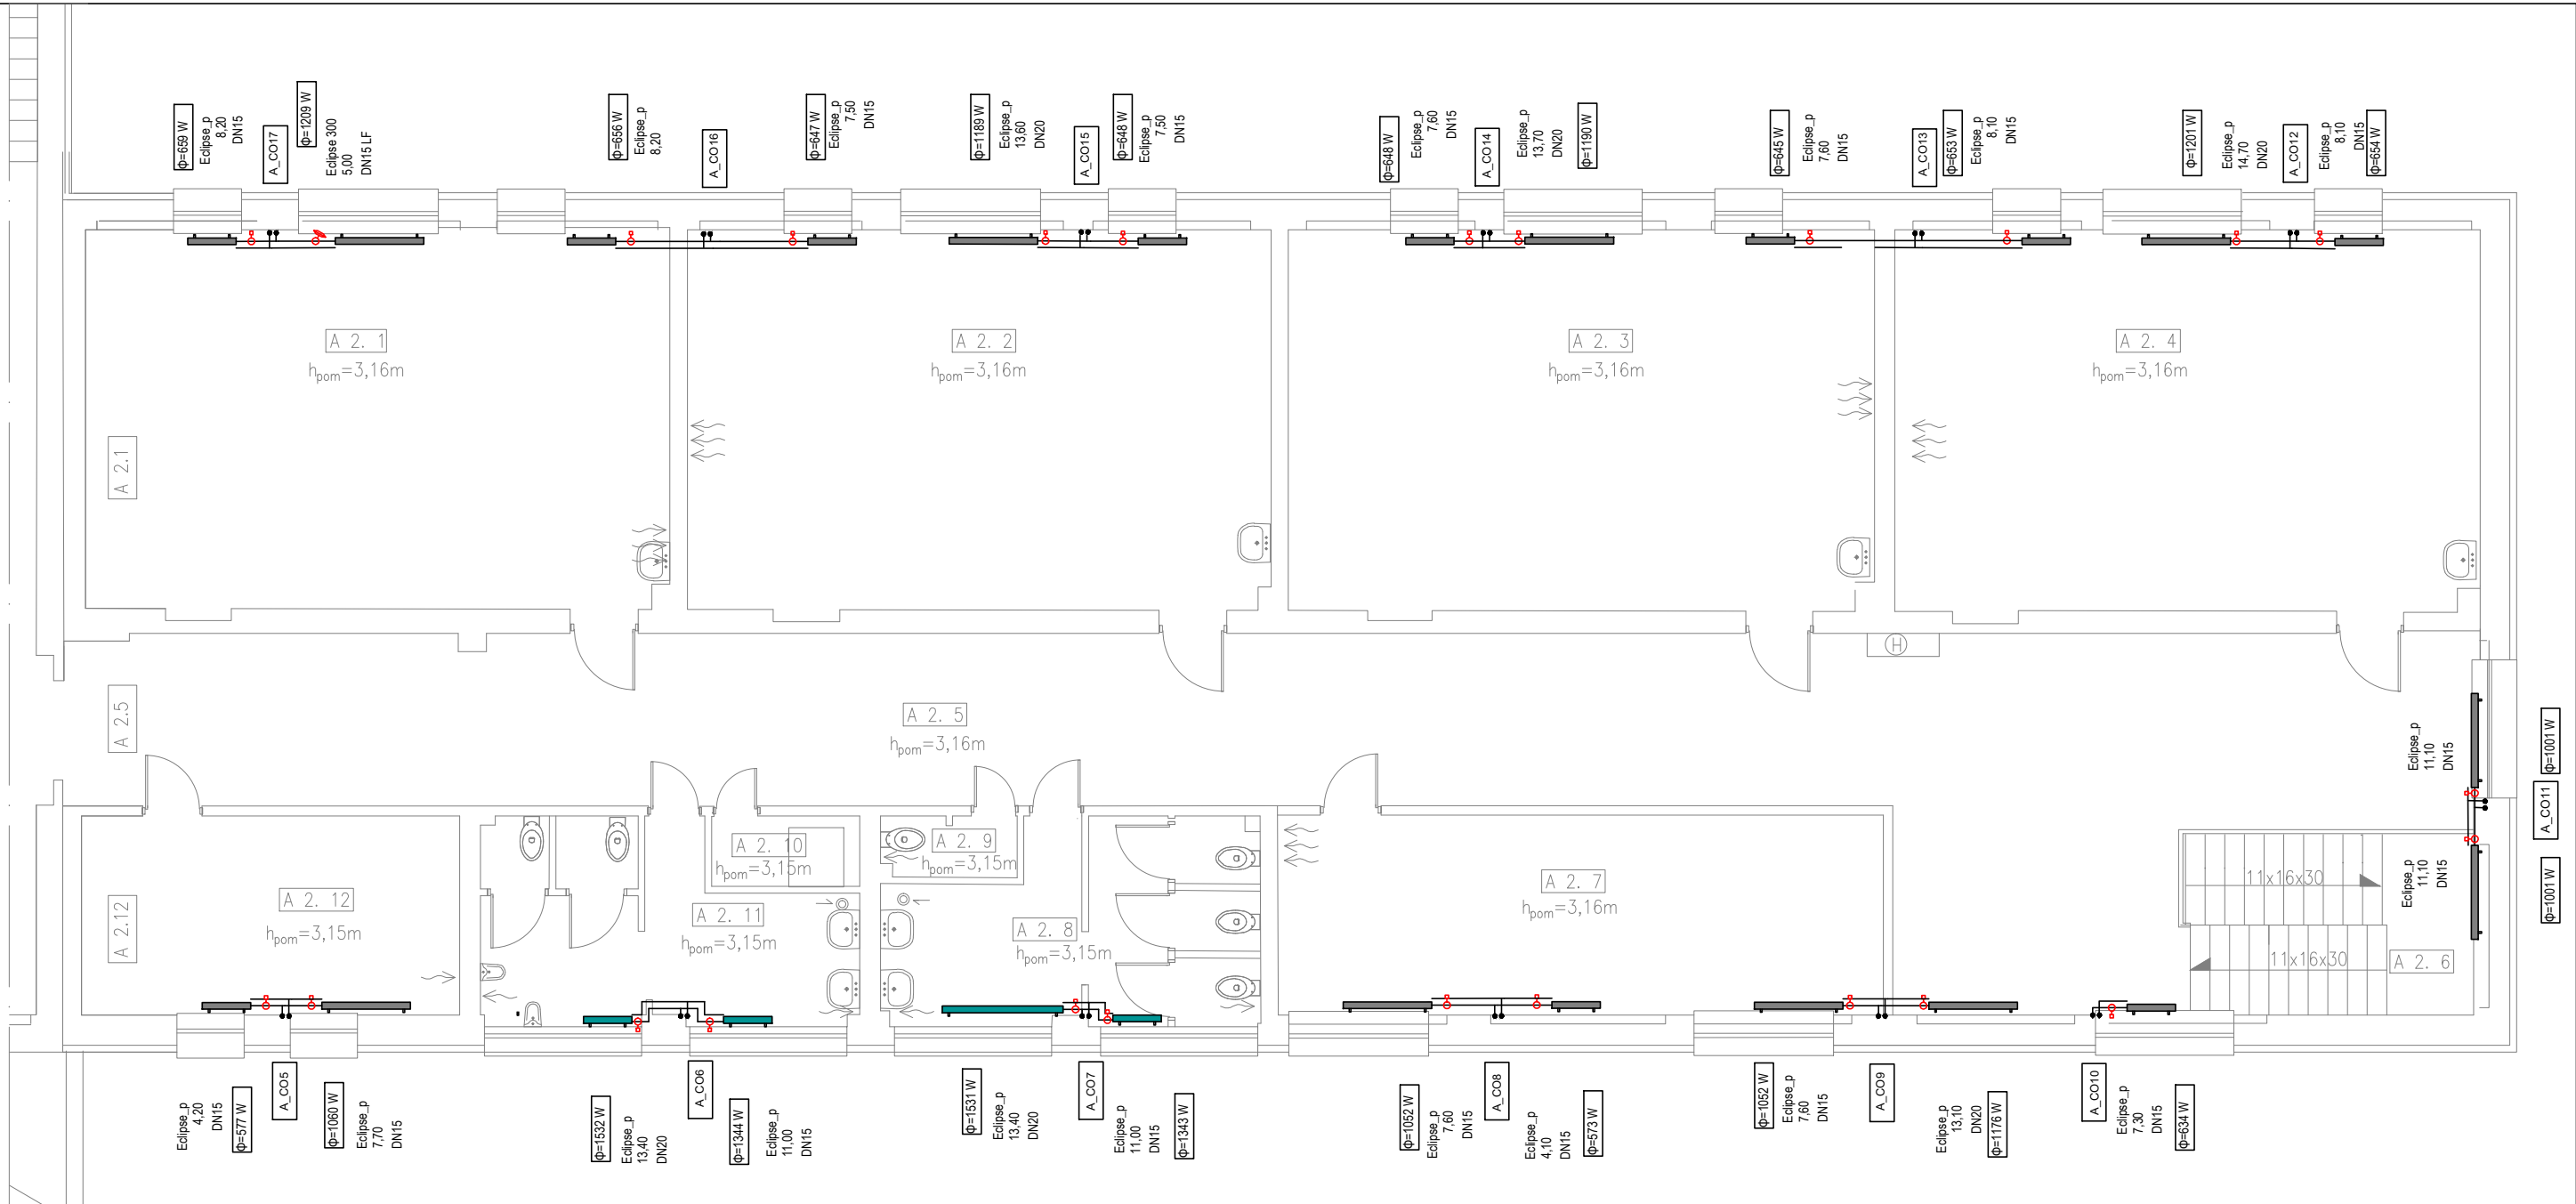 Φ=659 W
Eclipse_p
8,20
DN15
A_CO17
Φ=1209 W
Eclipse 300
5,00
DN15 LF
Φ=656 W
Eclipse_p
8,20
A_CO16
Φ=647 W
Eclipse_p
7,50
DN15
Φ=1189 W
Eclipse_p
13,60
DN20
A_CO15
Φ=648 W
Eclipse_p
7,50
DN15
Φ=648 W
Eclipse_p
7,60
DN15
A_CO14
Eclipse_p
13,70
DN20
Φ=1190 W
Φ=645 W
Eclipse_p
7,60
DN15
A_CO13
Φ=653 W
Eclipse_p
8,10
DN15
Φ=1201 W
Eclipse_p
14,70
DN20
A_CO12
Eclipse_p
8,10
DN15
Φ=654 W
A 2. 1
hpom=3,16m
A 2. 2
hpom=3,16m
A 2. 3
hpom=3,16m
A 2. 4
hpom=3,16m
A 2.1
H
A 2.5
A 2. 5
hpom=3,16m
Eclipse_p
11,10
DN15
Φ=1001 W
A_CO11
Eclipse_p
11,10
DN15
Φ=1001 W
A 2.12
A 2. 12
hpom=3,15m
A 2. 10
hpom=3,15m
A 2. 11
hpom=3,15m
A 2. 9
hpom=3,15m
A 2. 8
hpom=3,15m
A 2. 7
hpom=3,16m
11x16x30
11x16x30
A 2. 6
Eclipse_p
4,20
DN15
Φ=577 W
A_CO5
Φ=1060 W
Eclipse_p
7,70
DN15
Φ=1532 W
Eclipse_p
13,40
DN20
A_CO6
Φ=1344 W
Eclipse_p
11,00
DN15
Φ=1531 W
Eclipse_p
13,40
DN20
A_CO7
Eclipse_p
11,00
DN15
Φ=1343 W
Φ=1052 W
Eclipse_p
7,60
DN15
A_CO8
Eclipse_p
4,10
DN15
Φ=573 W
Φ=1052 W
Eclipse_p
7,60
DN15
A_CO9
Eclipse_p
13,10
DN20
Φ=1176 W
A_CO10
Eclipse_p
7,30
DN15
Φ=634 W